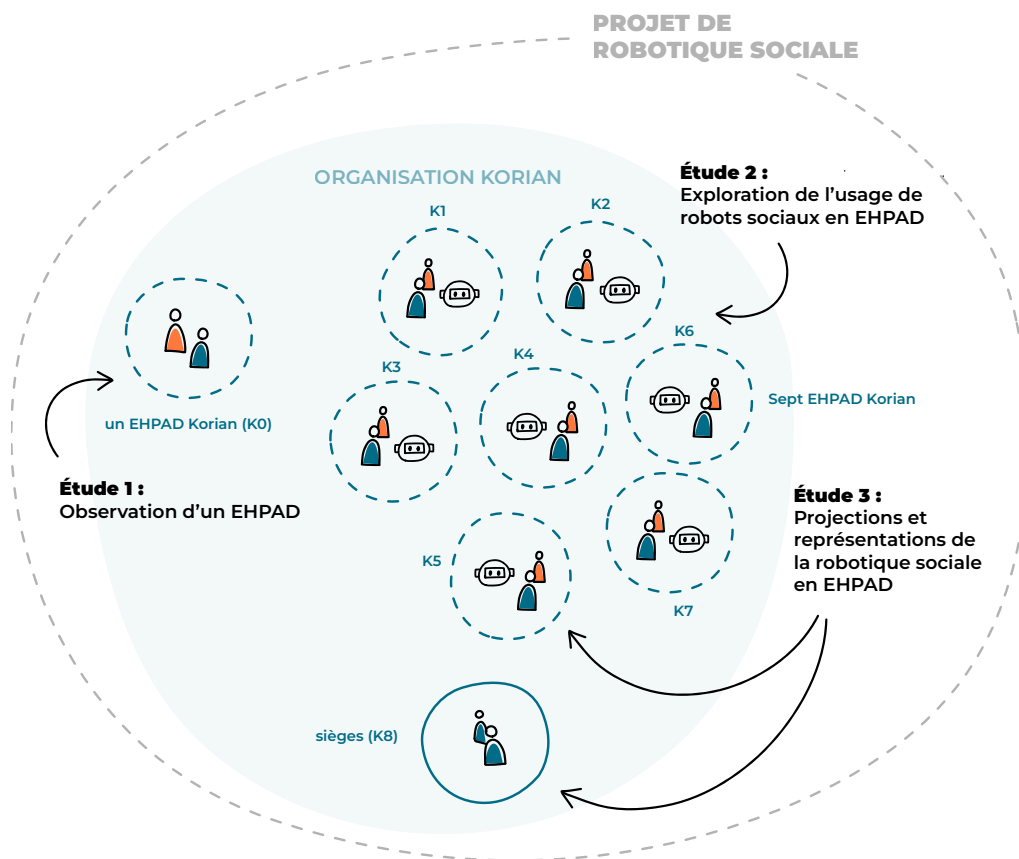 PROJET DE
ROBOTIQUE SOCIALE
ORGANISATION KORIAN
Étude 2 :
Exploration de l’usage de
robots sociaux en EHPAD
K1
K2
K6
K4
K3
Sept EHPAD Korian
un EHPAD Korian (K0)
Étude 1 :
Observation d’un EHPAD
Étude 3 :
Projections et
représentations de
la robotique sociale
en EHPAD
K5
K7
sièges (K8)